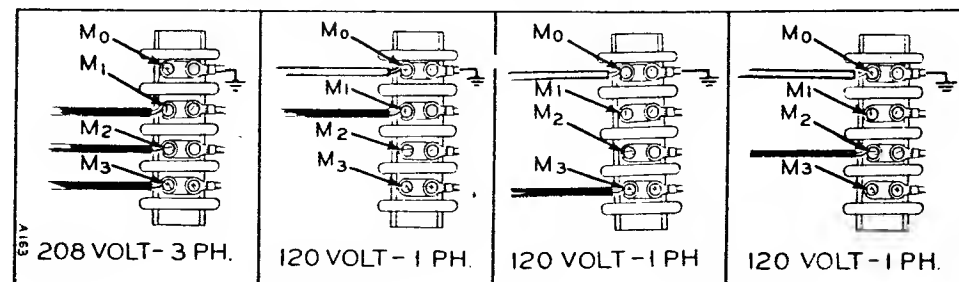 M0
M1
M2
M3
208 VOLT-3 PH.
A163
M0
M1
M2
M3
120 VOLT-1 PH.
M0
M1
M2
M3
120 VOLT-1 PH
M0
M1
M2
M3
120 VOLT-1 PH.